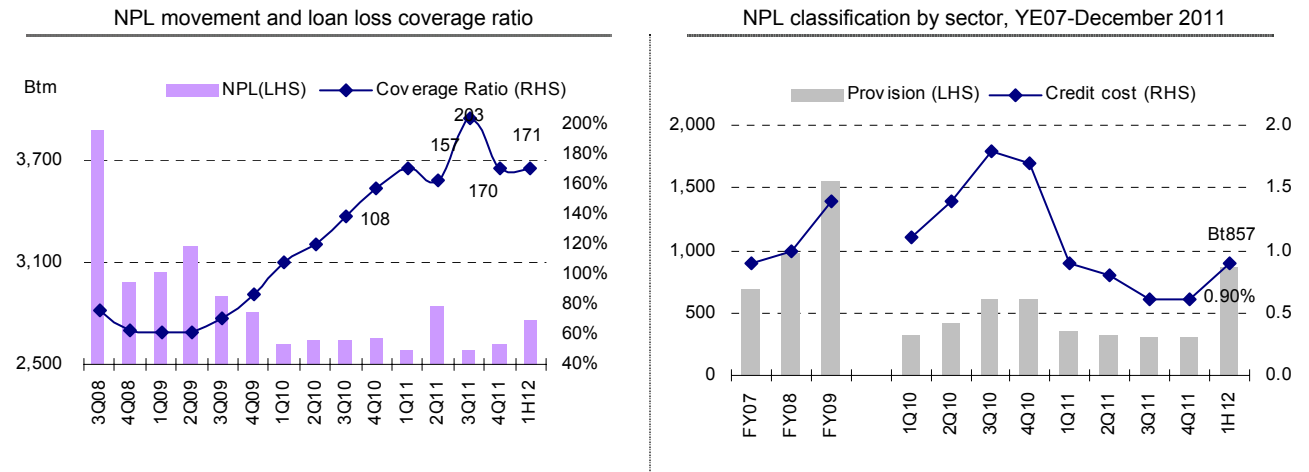 NPL movement and loan loss coverage ratio
Btm
NPL(LHS)
Coverage Ratio (RHS)
3,700
3,100
2,500
200%
180%
160%
140%
120%
100%
80%
60%
40%
108
157
203
170
171
3Q08
4Q08
1Q09
2Q09
3Q09
4Q09
1Q10
2Q10
3Q10
4Q10
1Q11
2Q11
3Q11
4Q11
1H12
NPL classification by sector, YE07-December 2011
Provision (LHS)
Credit cost (RHS)
2,000
1,500
1,000
500
0
2.0
1.5
1.0
0.5
0.0
Bt857
0.90%
FY07
FY08
FY09
1Q10
2Q10
3Q10
4Q10
1Q11
2Q11
3Q11
4Q11
1H12